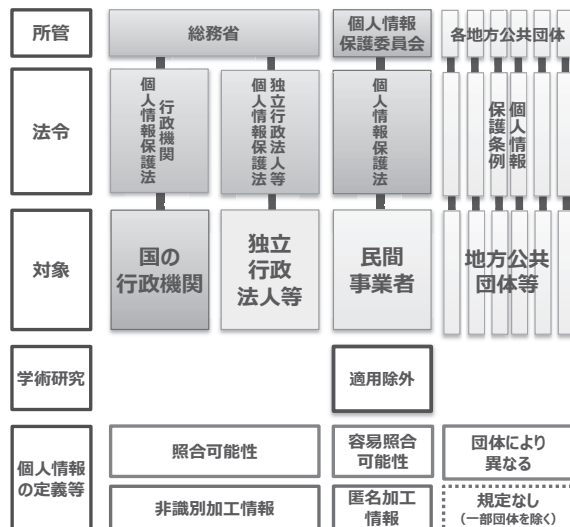 所管
総務省
個人情報
保護委員会
各地方公共団体
法令
行政機関
個人情報保護法
独立行政法人等
個人情報保護法
個人情報保護法
個人情報
保護条例
対象
国の
行政機関
独立
行政
法人等
民間
事業者
地方公共
団体等
学術研究
適用除外
個人情報
の定義等
照合可能性
容易照合
可能性
団体により
異なる
非識別加工情報
匿名加工
情報
規定なし
(一部団体を除く)